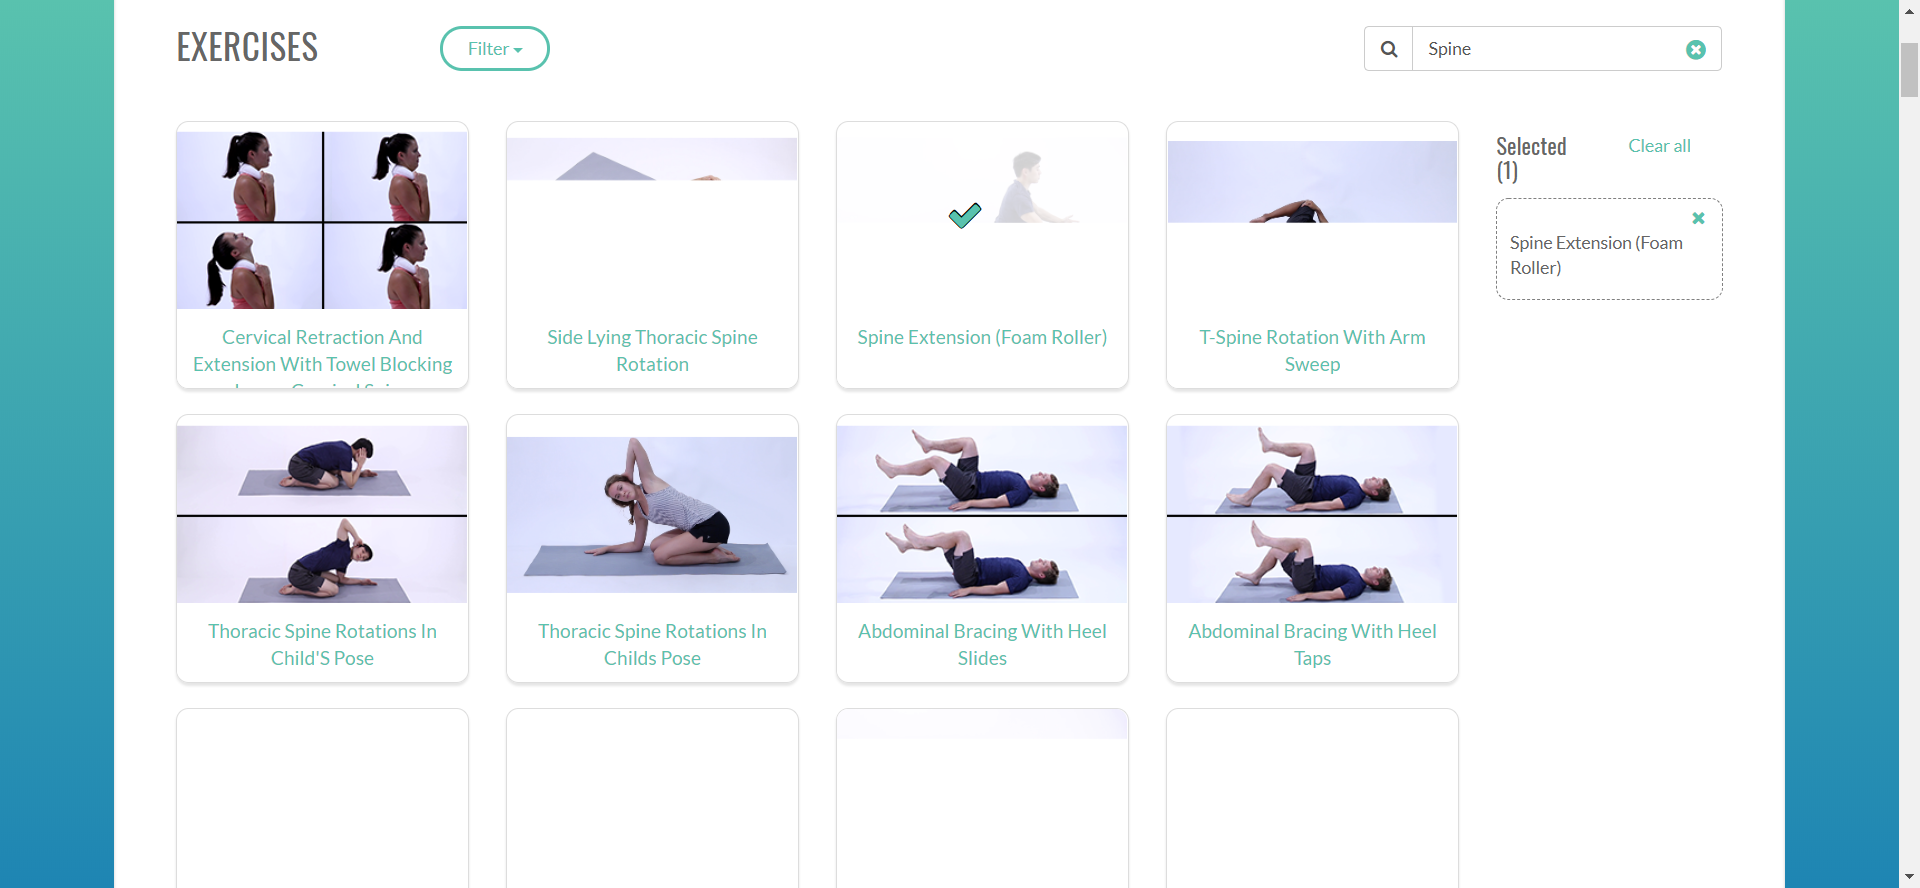 EXERCISES
Filter
Spine
Cervical Retraction And
Extension With Towel Blocking
Side Lying Thoracic Spine
Rotation
Spine Extension (Foam Roller)
T-Spine Rotation With Arm
Sweep
Selected
(1)
Clear all
Spine Extension (Foam
Roller)
Thoracic Spine Rotations In
Child'S Pose
Thoracic Spine Rotations In
Childs Pose
Abdominal Bracing With Heel
Slides
Abdominal Bracing With Heel
Taps